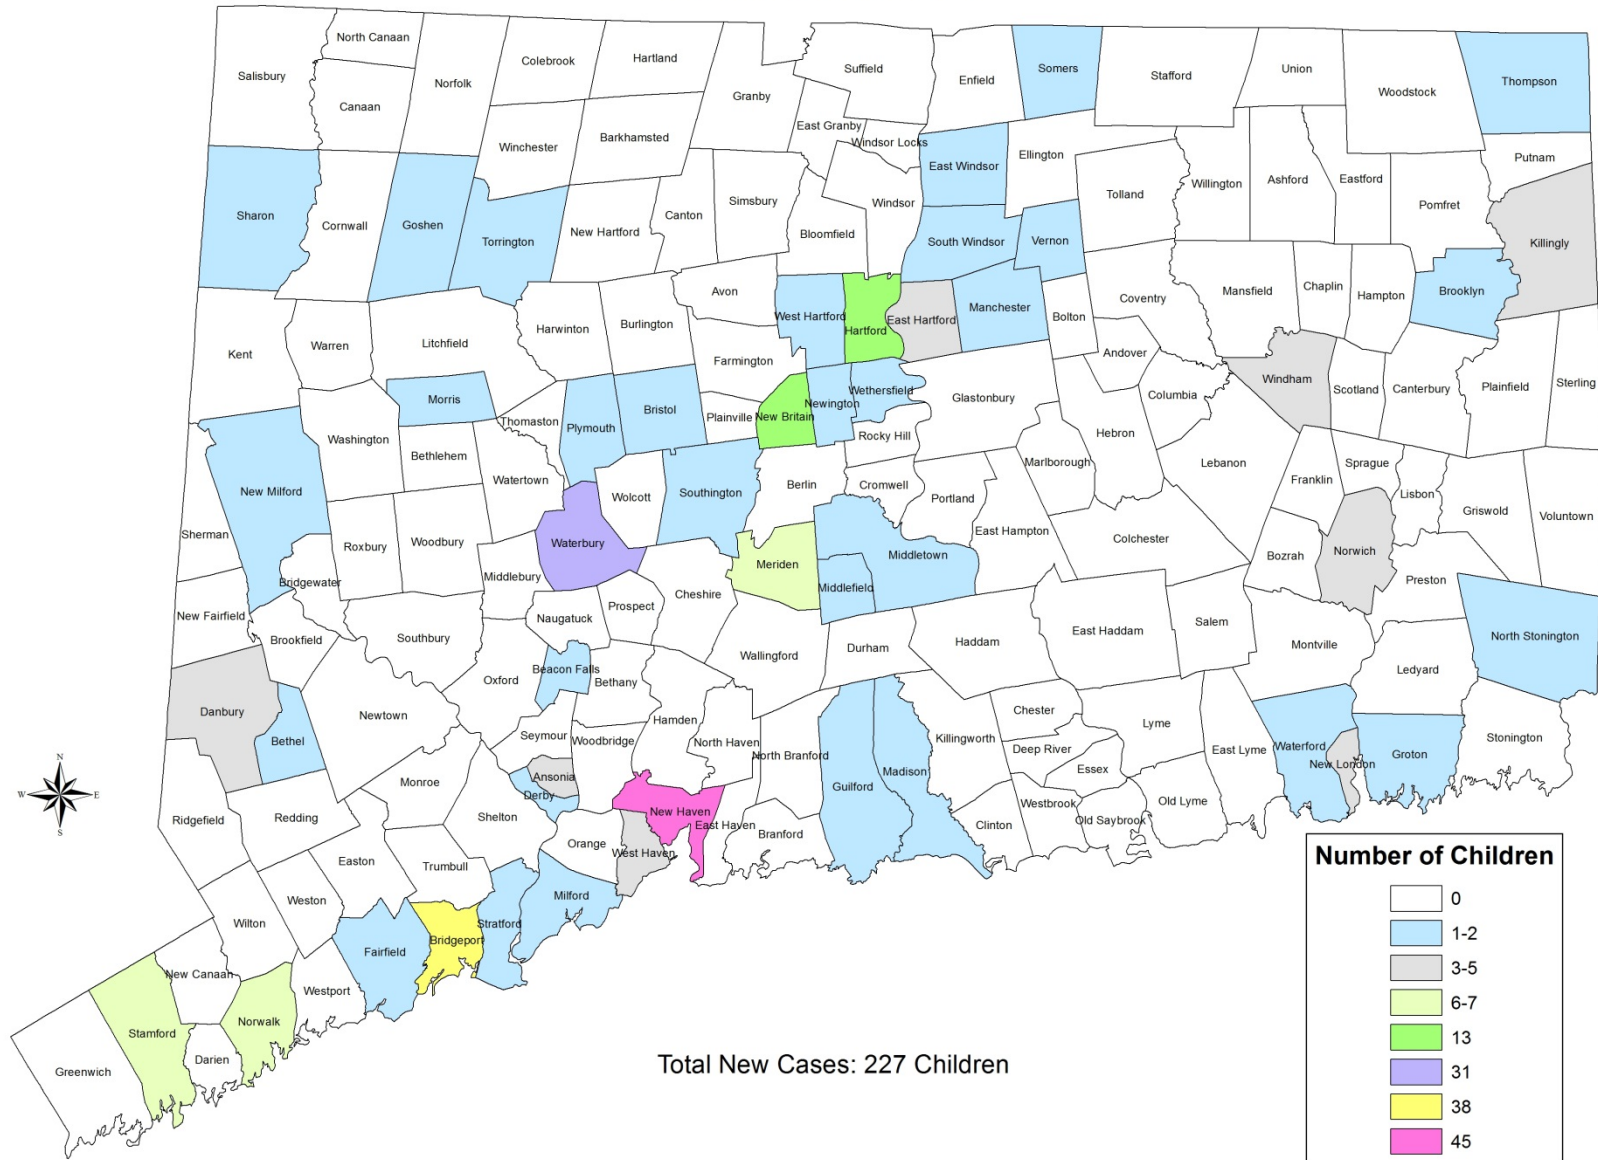 North Canaan
Colebrook
Hartland
Suffield
Enfield
Somers
Stafford
Union
Woodstock
Thompson
Salisbury
Canaan
Norfolk
Granby
East Granby
Windsor Locks
Winchester
Barkhamsted
East Windsor
Ellington
Putnam
Sharon
Cornwall
Goshen
Torrington
New Hartford
Canton
Simsbury
Bloomfield
Windsor
South Windsor
Vernon
Tolland
Willington
Ashford
Eastford
Pomfret
Killingly
Kent
Warren
Litchfield
Harwinton
Burlington
Avon
West Hartford
Hartford
East Hartford
Manchester
Bolton
Coventry
Mansfield
Chaplin
Hampton
Brooklyn
Farmington
Andover
Morris
Plymouth
Bristol
Plainville
New Britain
Newington
Wethersfield
Glastonbury
Columbia
Windham
Scotland
Canterbury
Plainfield
Sterling
Washington
Bethlehem
Thomaston
Watertown
Rocky Hill
Hebron
Lebanon
Franklin
Sprague
Lisbon
Griswold
Voluntown
New Milford
Sherman
Roxbury
Woodbury
Waterbury
Wolcott
Southington
Berlin
Cromwell
Portland
Marlborough
East Hampton
Colchester
Bozrah
Norwich
Preston
Bridgewater
Middlebury
Meriden
Middletown
Middlefield
New Fairfield
Brookfield
Southbury
Naugatuck
Prospect
Cheshire
Wallingford
Durham
Haddam
East Haddam
Salem
Montville
Ledyard
North Stonington
Danbury
Bethel
Newtown
Oxford
Beacon Falls
Bethany
Hamden
North Haven
North Branford
Guilford
Madison
Killingworth
Chester
Deep River
Essex
Lyme
East Lyme
Waterford
New London
Groton
Stonington
Seymour
Woodbridge
Ansonia
Derby
Monroe
Shelton
Orange
New Haven
East Haven
West Haven
Branford
Clinton
Westbrook
Old Saybrook
Old Lyme
Ridgefield
Redding
Easton
Trumbull
Weston
Wilton
Fairfield
Bridgeport
Stratford
Milford
New Canaan
Westport
Norwalk
Stamford
Darien
Greenwich
N
W
E
S
Total New Cases: 227 Children
Number of Children
0
1-2
3-5
6-7
13
31
38
45